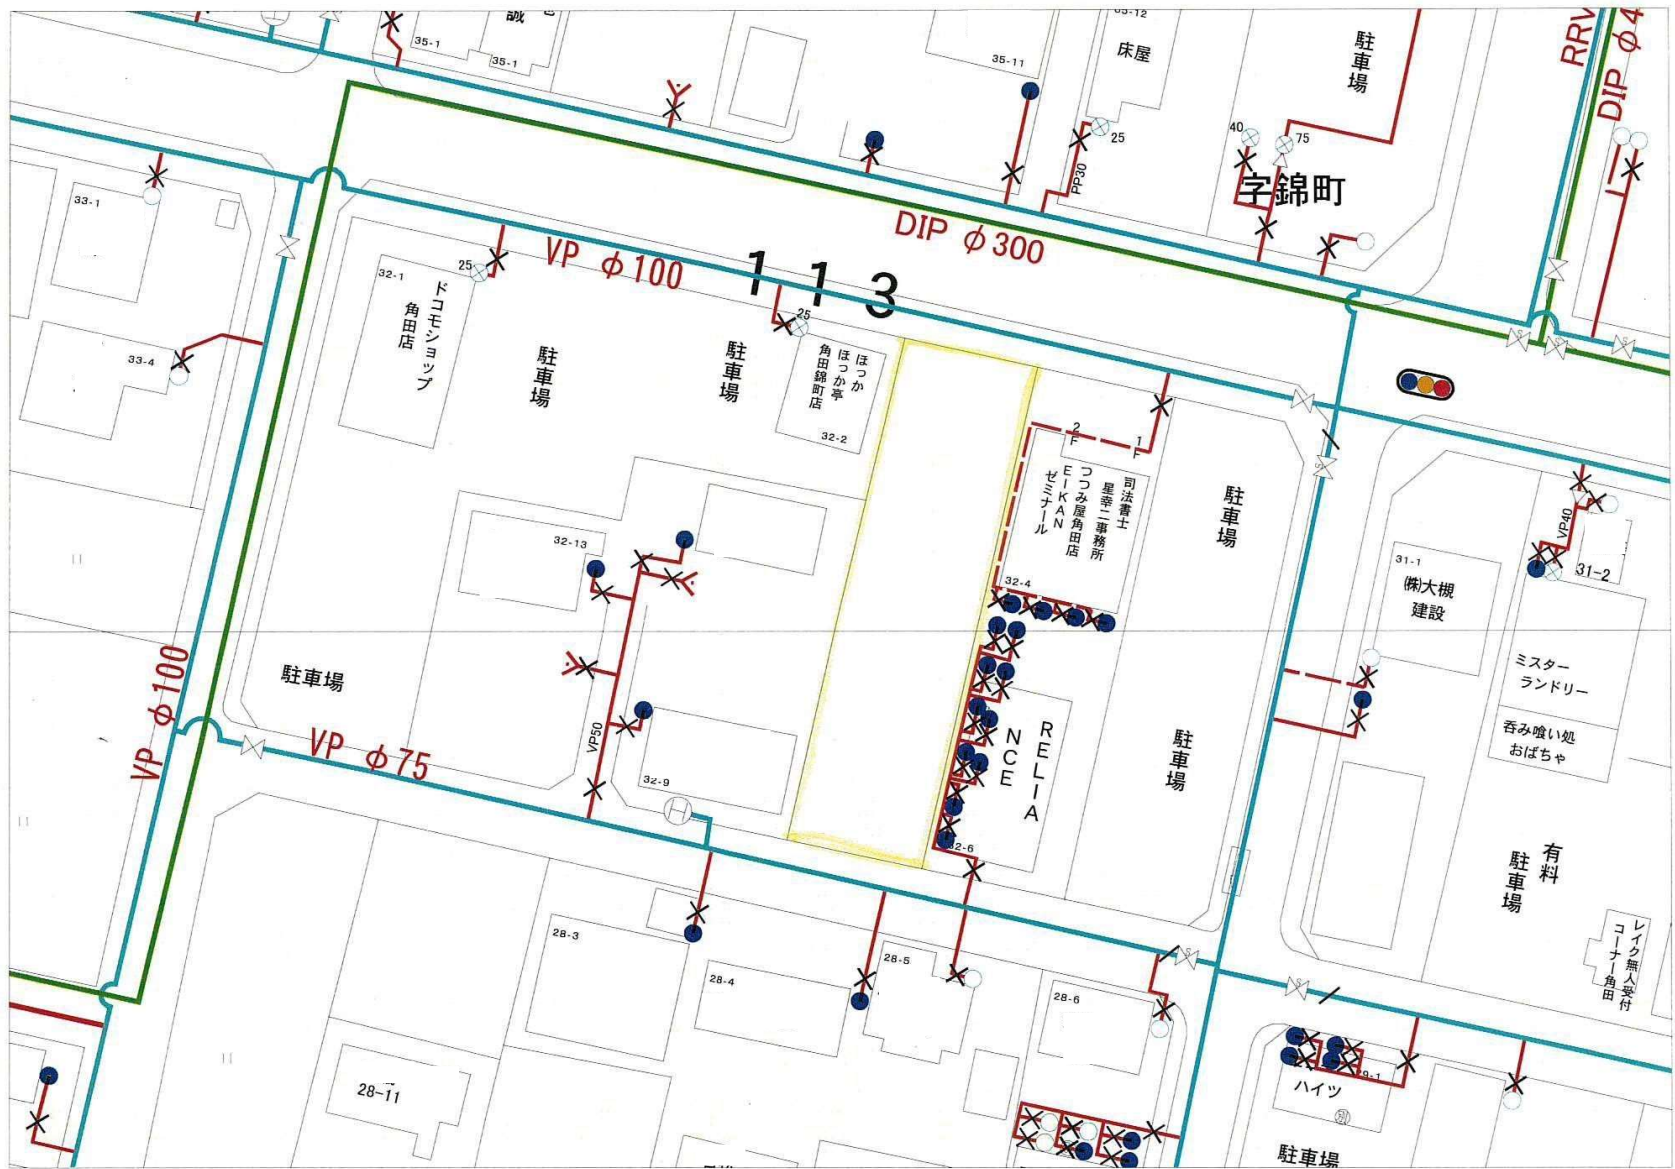 誠
35-1
35-1
35-12
床屋
35-11
駐車場
RRV
DIP φ4
25
40
75
PP30
字錦町
33-1
33-4
DIP φ300
VP φ100
113
25
32-1
ドコモショップ
角田店
駐車場
駐車場
25
ほっか
ほっか亭
角田錦町店
32-2
2F
1F
司法書士
星幸二事務所
つつみ屋角田店
EIKAN
ゼミナール
32-4
駐車場
VP40
31-1
(株)大槻
建設
31-2
32-13
ミスター
ランドリー
呑み喰い処
おばちゃ
駐車場
VP φ100
VP φ75
VP50
32-9
RELIA
NCE
32-6
駐車場
有料
駐車場
レイク無人受付
コーナー角田
28-3
28-4
28-5
28-6
28-11
29-1
ハイツ
駐車場